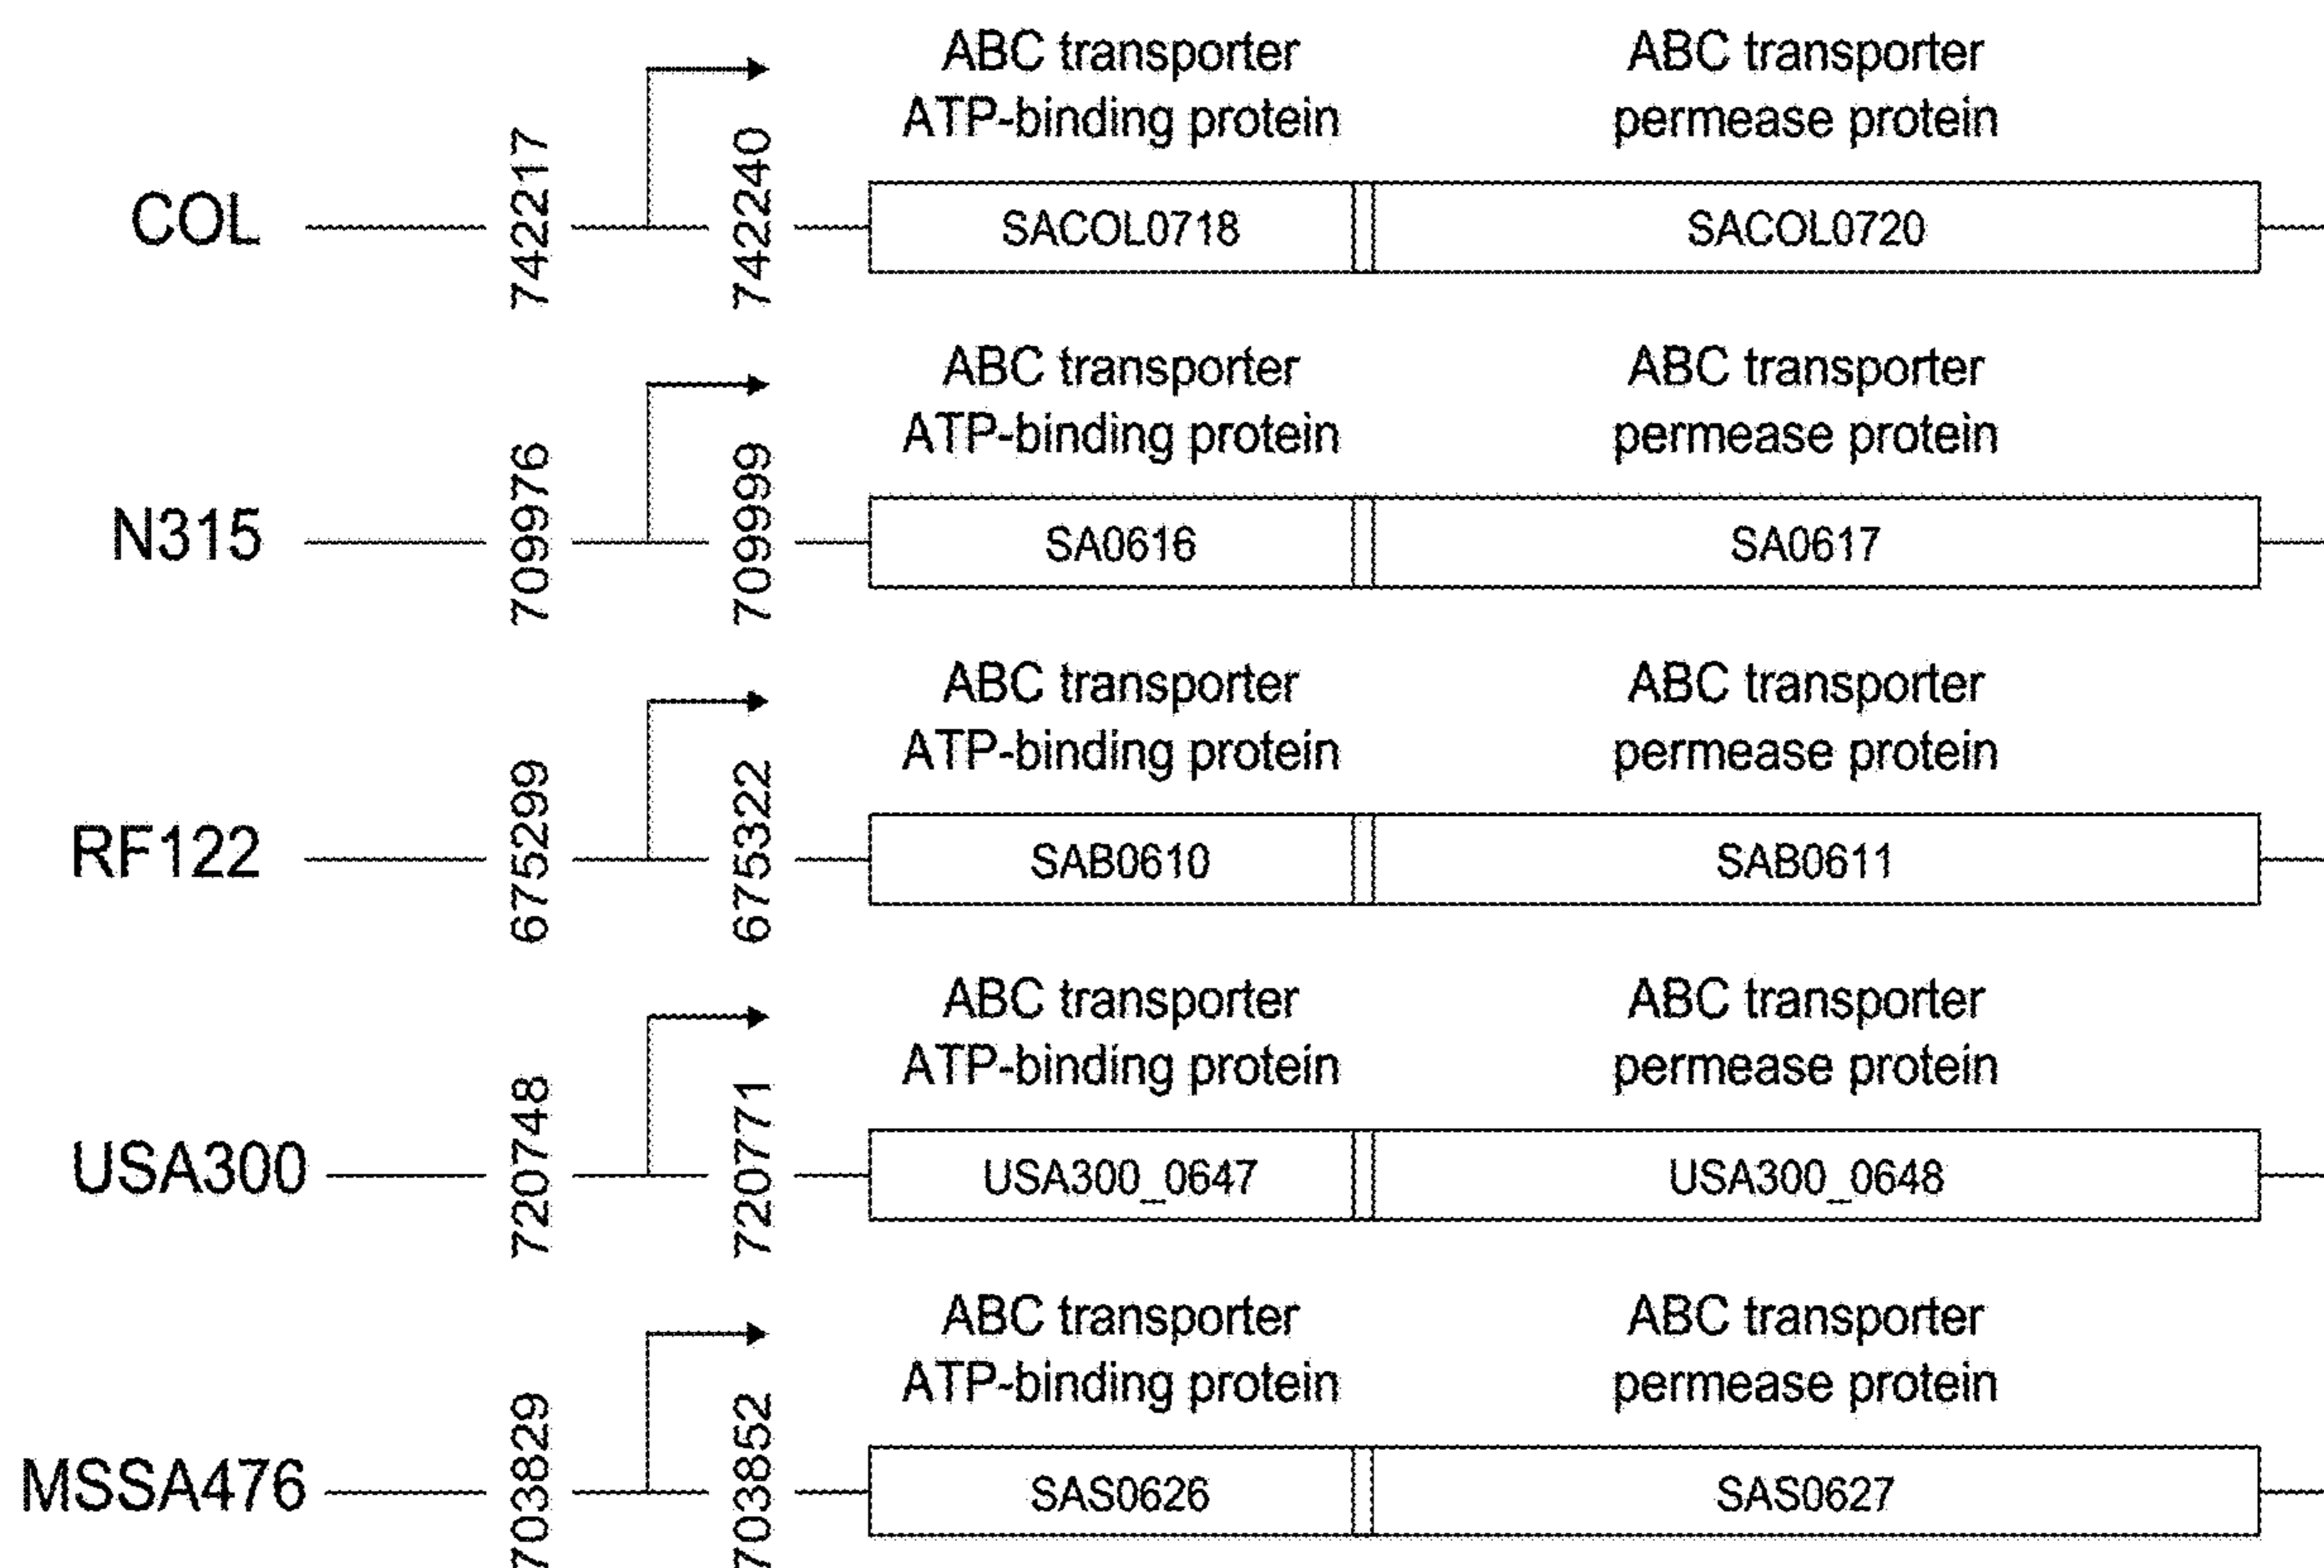 ABC transporter
ATP-binding protein
ABC transporter
permease protein
COL
742217
742240
SACOL0718
SACOL0720
ABC transporter
ATP-binding protein
ABC transporter
permease protein
N315
709976
709999
SA0616
SA0617
ABC transporter
ATP-binding protein
ABC transporter
permease protein
RF122
675299
675322
SAB0610
SAB0611
ABC transporter
ATP-binding protein
ABC transporter
permease protein
USA300
720748
720771
USA300_0647
USA300_0648
ABC transporter
ATP-binding protein
ABC transporter
permease protein
MSSA476
703829
703852
SAS0626
SAS0627